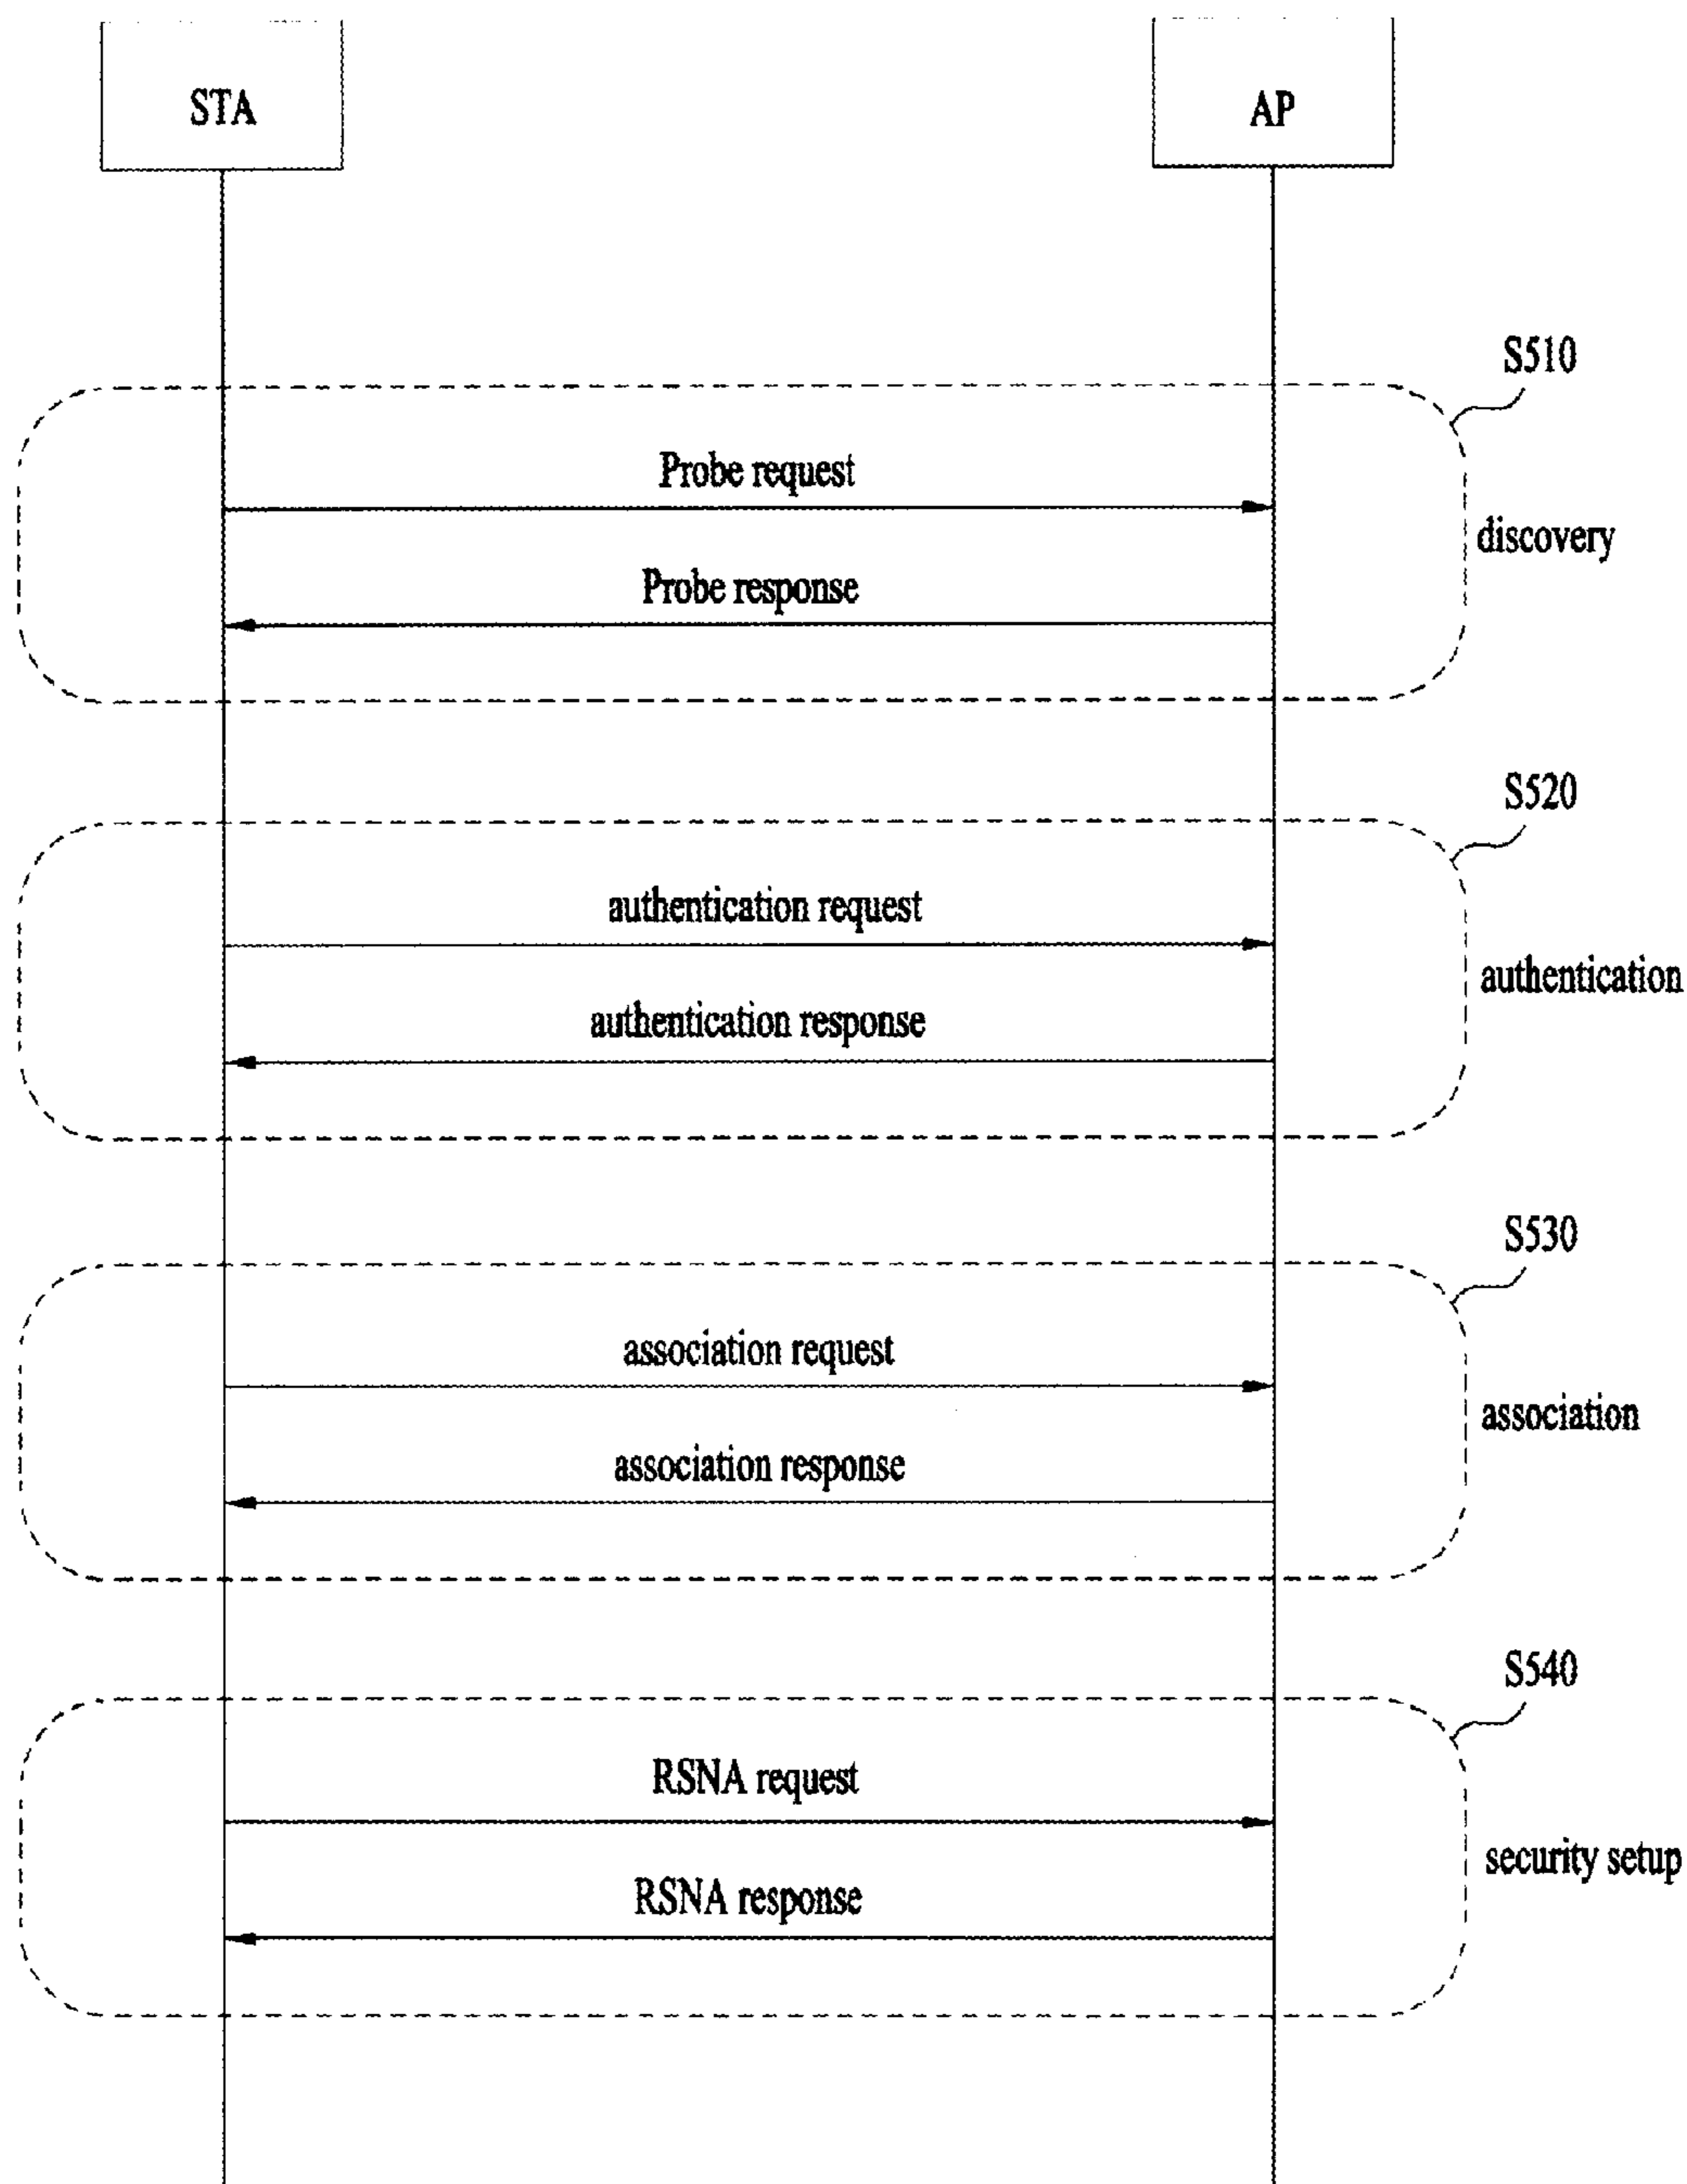 STA
AP
S510
Probe request
discovery
Probe response
S520
authentication request
authentication
authentication response
S530
association request
association
association response
S540
RSNA request
security setup
RSNA response